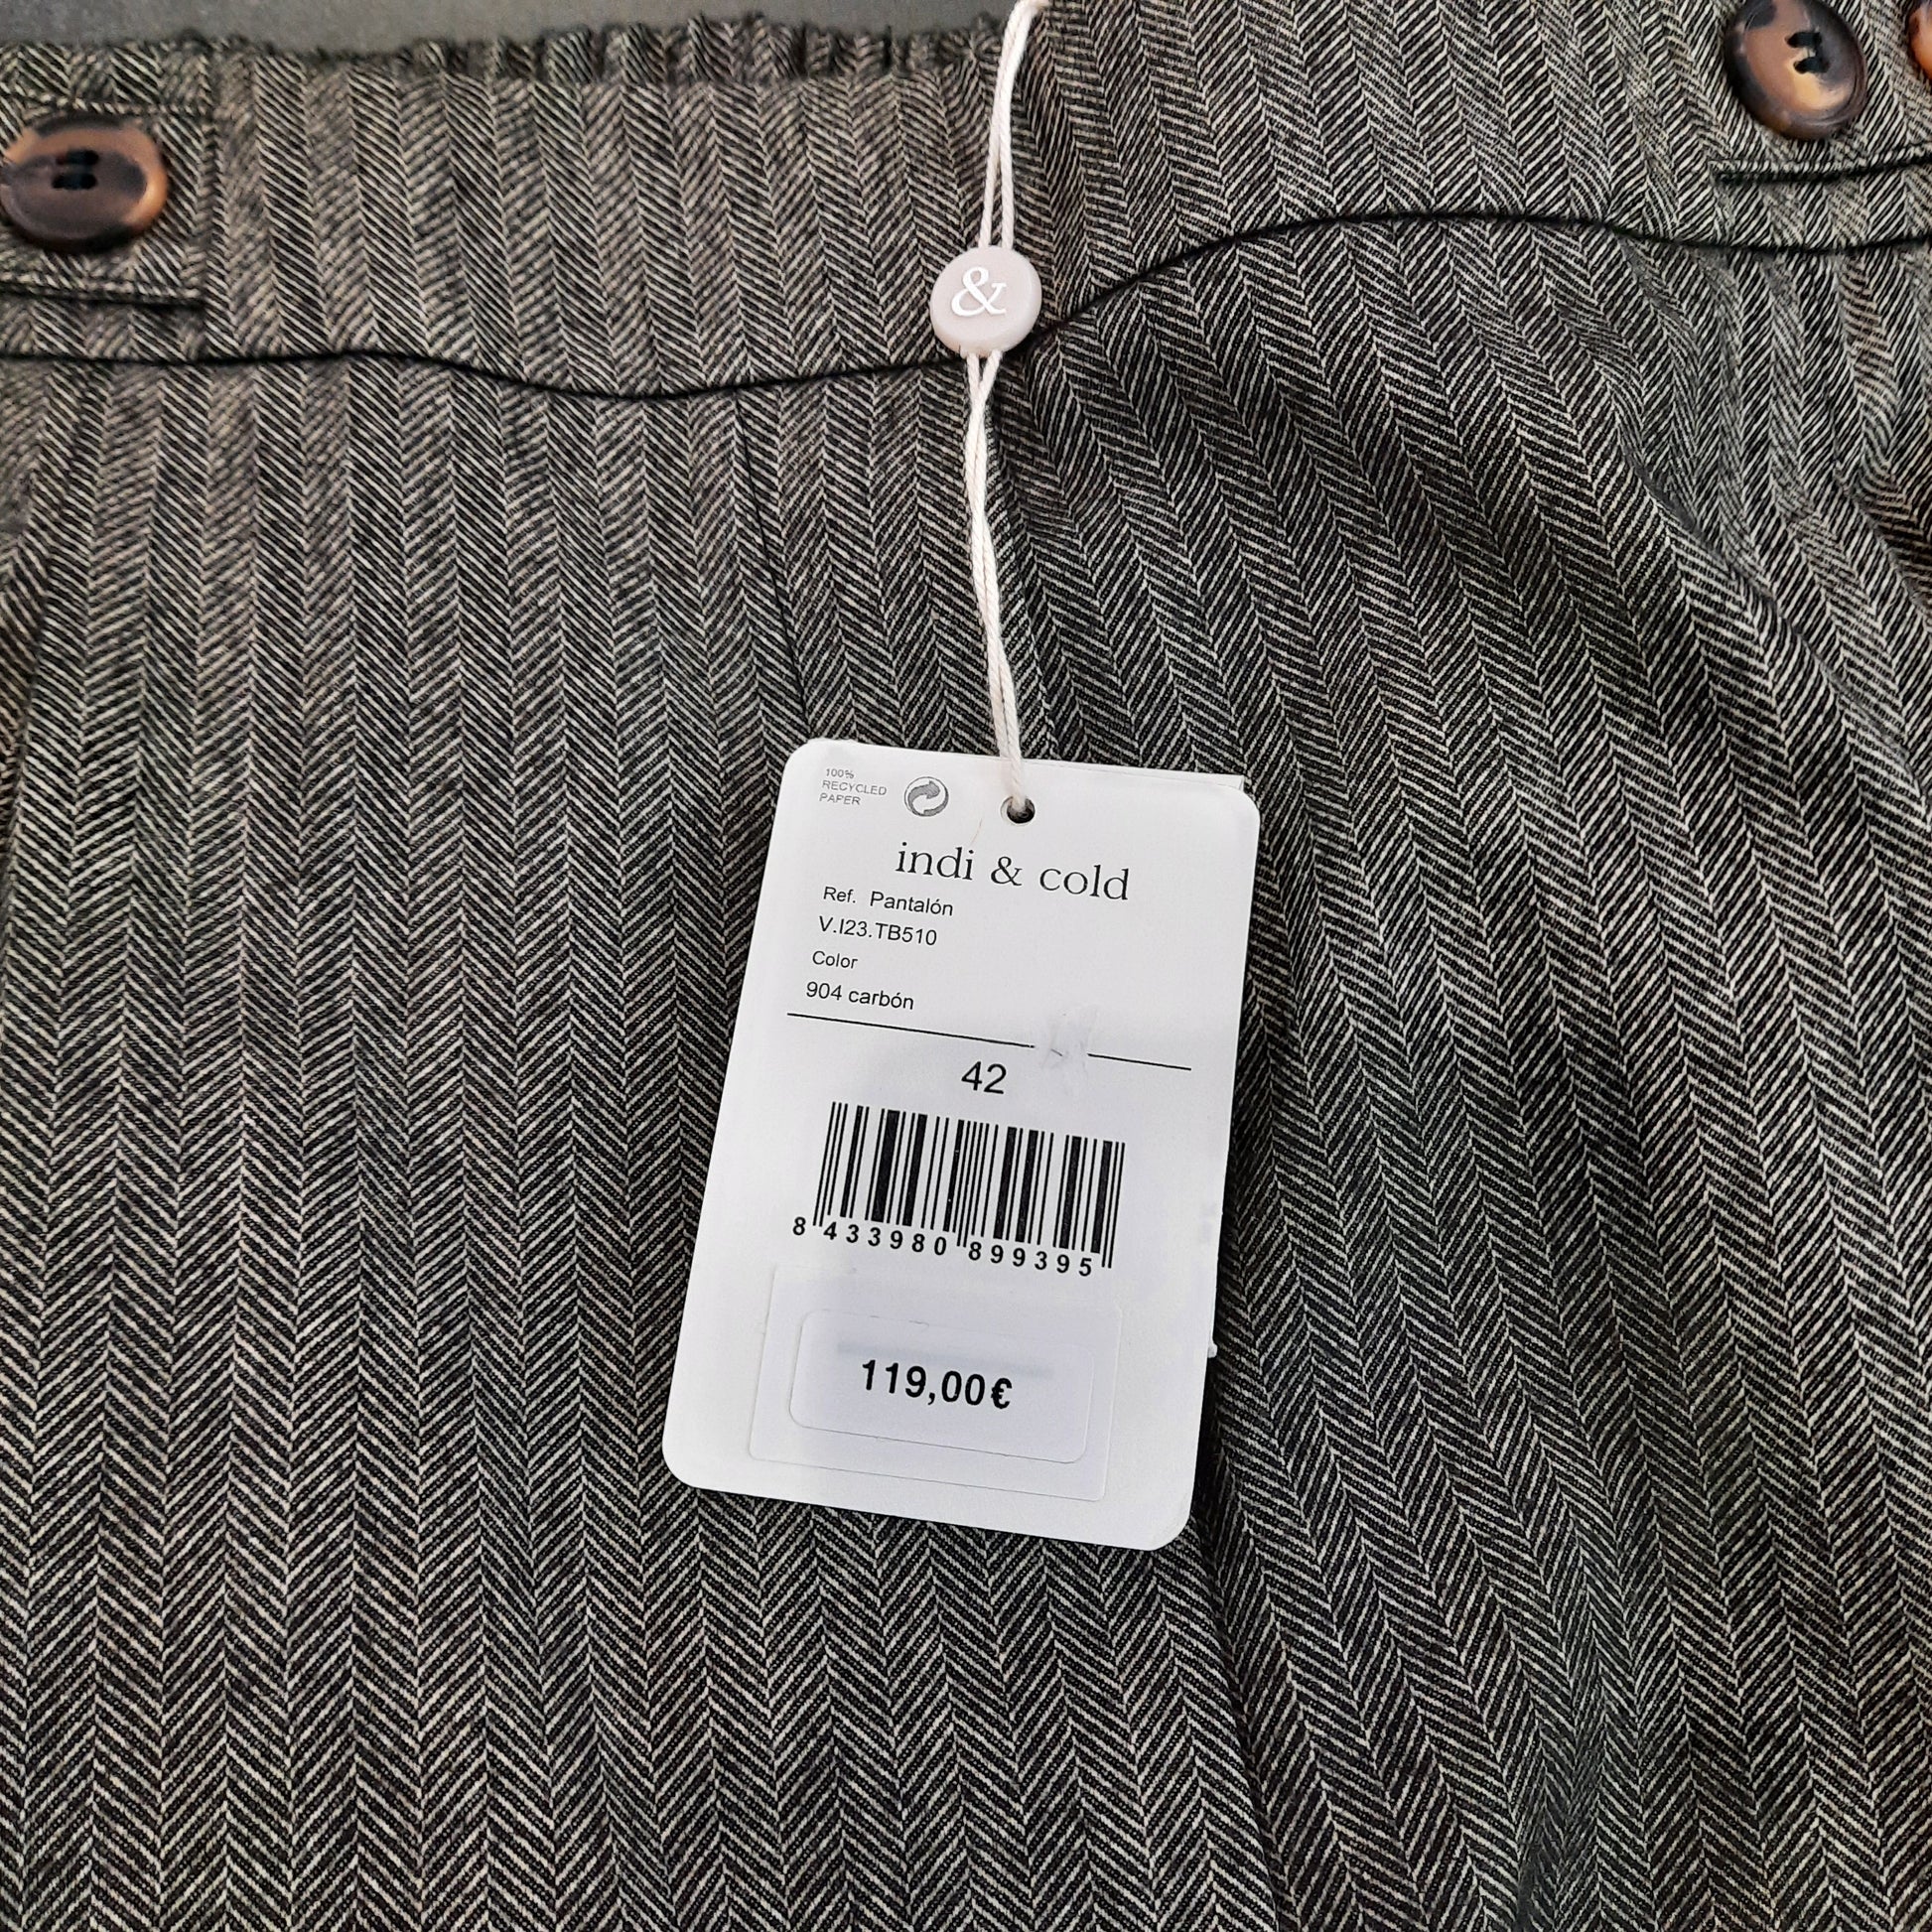 &
100%
RECYCLED
PAPER
indi & cold
Ref. Pantalón
V.I23.TB510
Color
904 carbón
42
8 433980 899395
119,00€